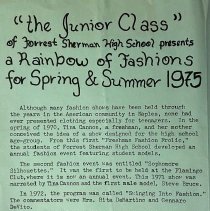 "the Junior Class"
of Forrest Sherman High School presents
a Rainbow of Fashions
for Spring & Summer 1975
Although many fashion shows have been held through
the years in the American community in Naples, none had
ever presented clothing especially for teenagers. In the
spring of 1970, Tina Cannon, a freshman, and her mother
conceived the idea of a show designed for the high school
age-group. From this first "Freshman Fashion Frolic,"
the students of Forrest Sherman High School developed an
annual fashion event featuring student models.
The second fashion event was entitled "Sophomore
Silhouettes". It was the first to be held at the Flamingo
Club, where it is now an annual event. This 1971 show was
narrated by Tina Cannon and the first male model, Steve Bruce.
In 1972, the program was called "Swinging Into Fashion."
The commentators were Mrs. Rita DeMartino and Gennaro
DeVito.